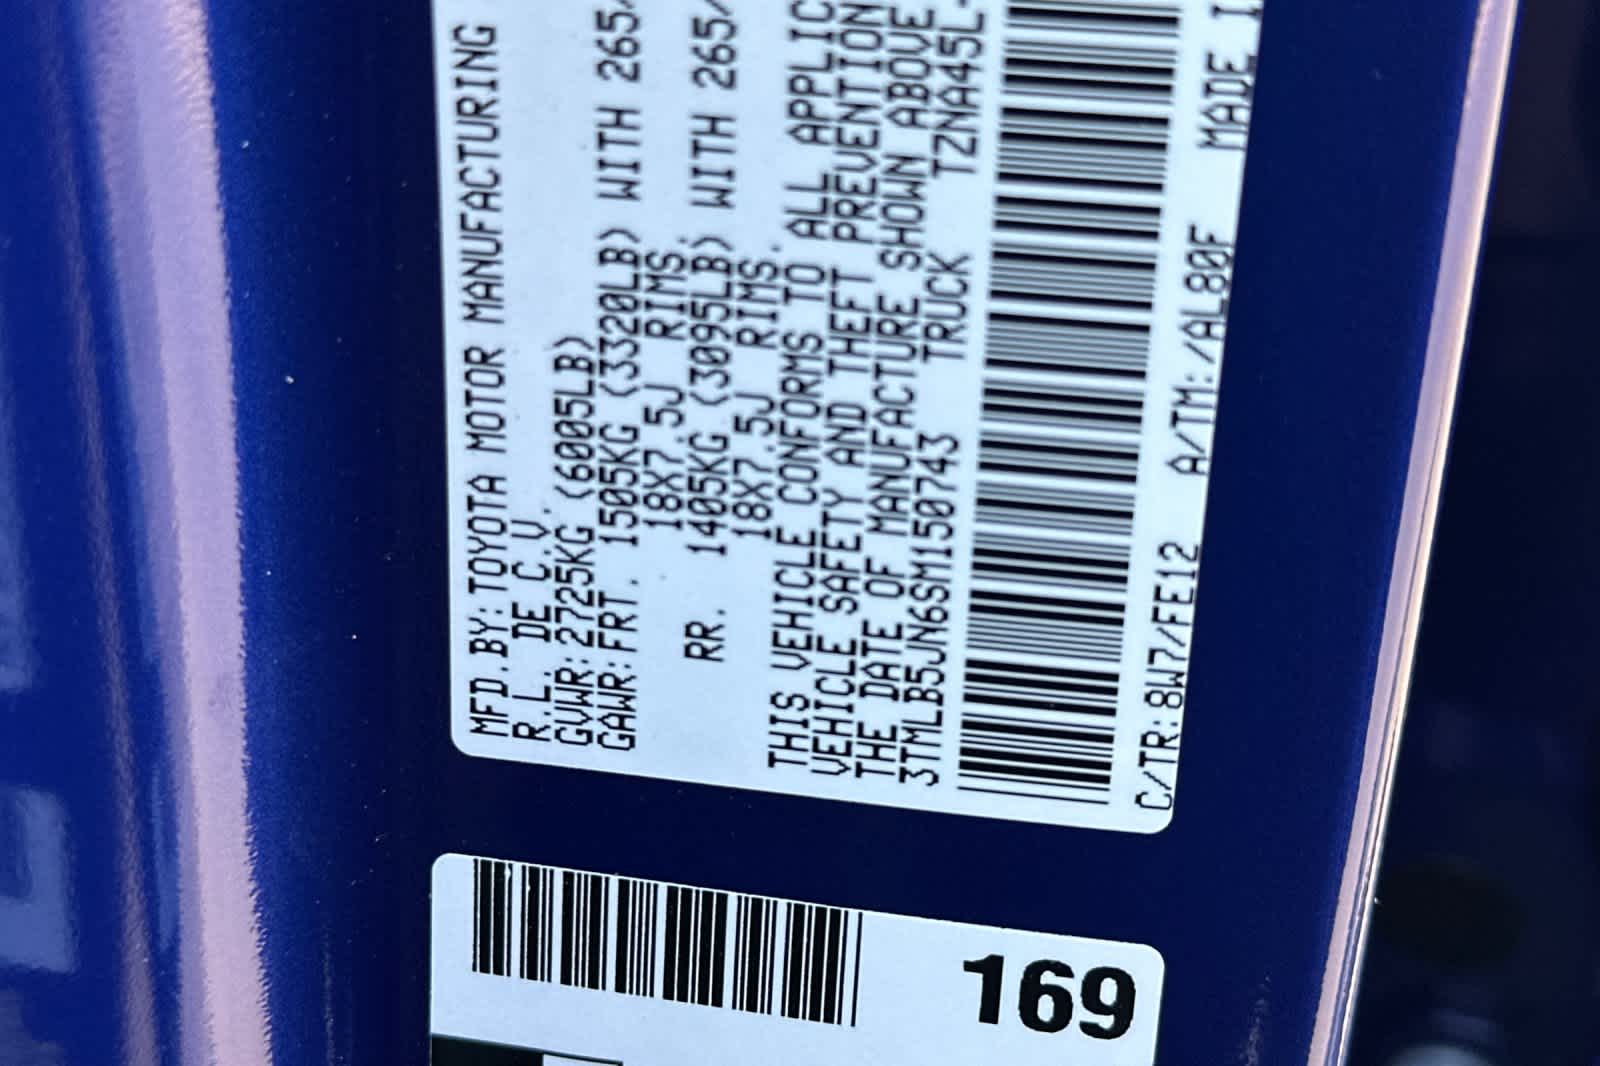 MFD.BY:TOYOTA MOTOR MANUFACTURING
R.L. DE C.V.
GVWR:2725KG (6005LB)
GAWR:FRT. 1505KG (3320LB) WITH 265/
18X7.5J RIMS.
RR. 1405KG (3095LB) WITH 265/
18X7.5J RIMS.
THIS VEHICLE CONFORMS TO ALL APPLIC
VEHICLE SAFETY AND THEFT PREVENTION
THE DATE OF MANUFACTURE SHOWN ABOVE
3TMLB5JN6SM150743 TRUCK TZNA45L-
C/TR:8W7/FE12 A/TM:/AL80F MADE I
169